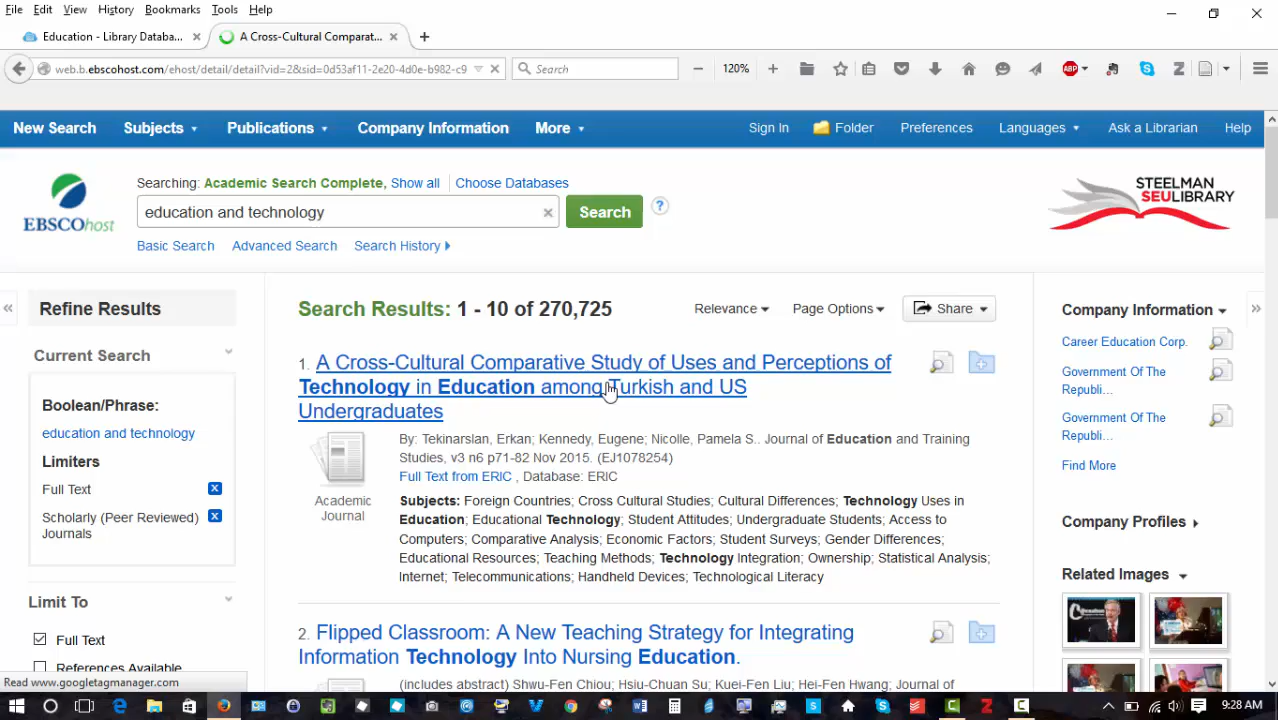 File Edit View History Bookmarks Tools Help
Education - Library Databa... × A Cross-Cultural Comparat... × +
web.b.ebscohost.com/ehost/detail/detail?vid=2&sid=0d53af11-2e20-4d0e-b982-c9 Search 120% ABP
New Search Subjects Publications Company Information More Sign In Folder Preferences Languages Ask a Librarian Help
Searching: Academic Search Complete, Show all Choose Databases
education and technology × Search ?
Basic Search Advanced Search Search History
EBSCOhost
STEELMAN
SEULIBRARY
Refine Results
Current Search
Boolean/Phrase:
education and technology
Limiters
Full Text
Scholarly (Peer Reviewed)
Journals
Limit To
Full Text
References Available
Read www.googletagmanager.com
Search Results: 1 - 10 of 270,725 Relevance Page Options Share
1. A Cross-Cultural Comparative Study of Uses and Perceptions of
Technology in Education among Turkish and US
Undergraduates
Academic
Journal
By: Tekinarslan, Erkan; Kennedy, Eugene; Nicolle, Pamela S.. Journal of Education and Training
Studies, v3 n6 p71-82 Nov 2015. (EJ1078254)
Full Text from ERIC , Database: ERIC
Subjects: Foreign Countries; Cross Cultural Studies; Cultural Differences; Technology Uses in
Education; Educational Technology; Student Attitudes; Undergraduate Students; Access to
Computers; Comparative Analysis; Economic Factors; Student Surveys; Gender Differences;
Educational Resources; Teaching Methods; Technology Integration; Ownership; Statistical Analysis;
Internet; Telecommunications; Handheld Devices; Technological Literacy
2. Flipped Classroom: A New Teaching Strategy for Integrating
Information Technology Into Nursing Education.
(includes abstract) Shwu-Fen Chiou; Hsiu-Chuan Su; Kuei-Fen Liu; Hei-Fen Hwang; Journal of
Company Information
Career Education Corp.
Government Of The
Republi...
Government Of The
Republi...
Find More
Company Profiles
Related Images
9:28 AM